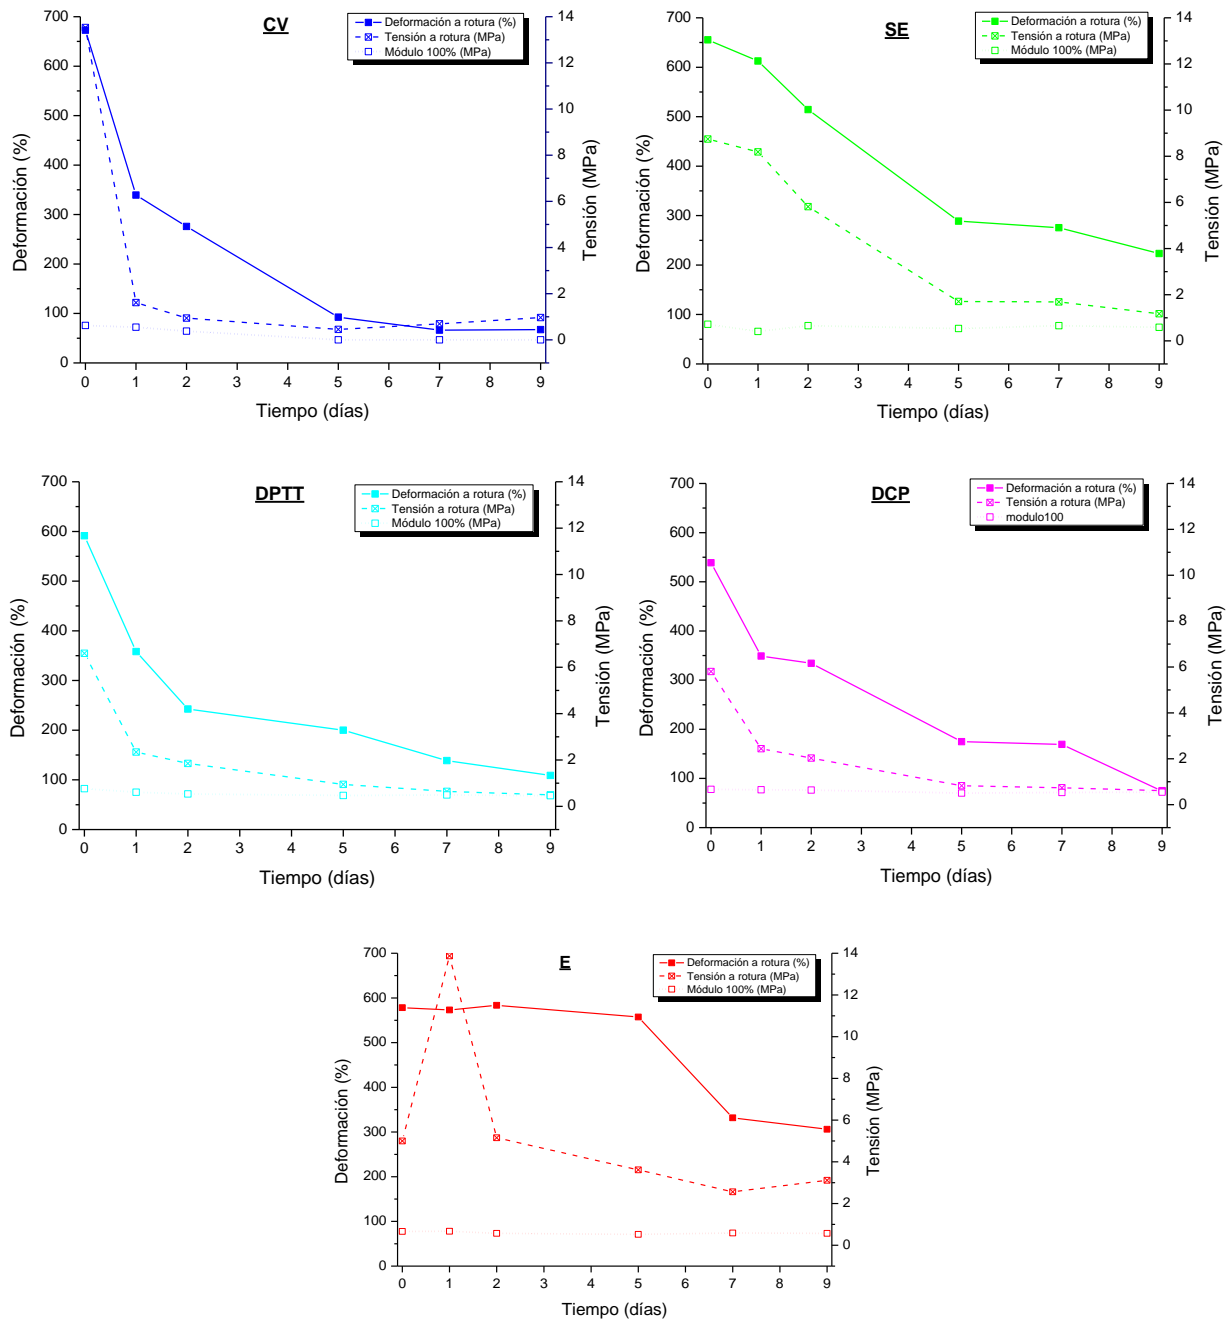 CV
Deformación a rotura (%)
Tensión a rotura (MPa)
Módulo 100% (MPa)
700
600
500
400
300
200
100
0
Deformación (%)
14
12
10
8
6
4
2
0
Tensión (MPa)
0 1 2 3 4 5 6 7 8 9
Tiempo (días)
SE
Deformación a rotura (%)
Tensión a rotura (MPa)
Módulo 100% (MPa)
700
600
500
400
300
200
100
0
Deformación (%)
14
12
10
8
6
4
2
0
Tensión (MPa)
0 1 2 3 4 5 6 7 8 9
Tiempo (días)
DPTT
Deformación a rotura (%)
Tensión a rotura (MPa)
Módulo 100% (MPa)
700
600
500
400
300
200
100
0
Deformación (%)
14
12
10
8
6
4
2
0
Tensión (MPa)
0 1 2 3 4 5 6 7 8 9
Tiempo (días)
DCP
Deformación a rotura (%)
Tensión a rotura (MPa)
modulo100
700
600
500
400
300
200
100
0
Deformación (%)
14
12
10
8
6
4
2
0
Tensión (MPa)
0 1 2 3 4 5 6 7 8 9
Tiempo (días)
E
Deformación a rotura (%)
Tensión a rotura (MPa)
Módulo 100% (MPa)
700
600
500
400
300
200
100
0
Deformación (%)
14
12
10
8
6
4
2
0
Tensión (MPa)
0 1 2 3 4 5 6 7 8 9
Tiempo (días)